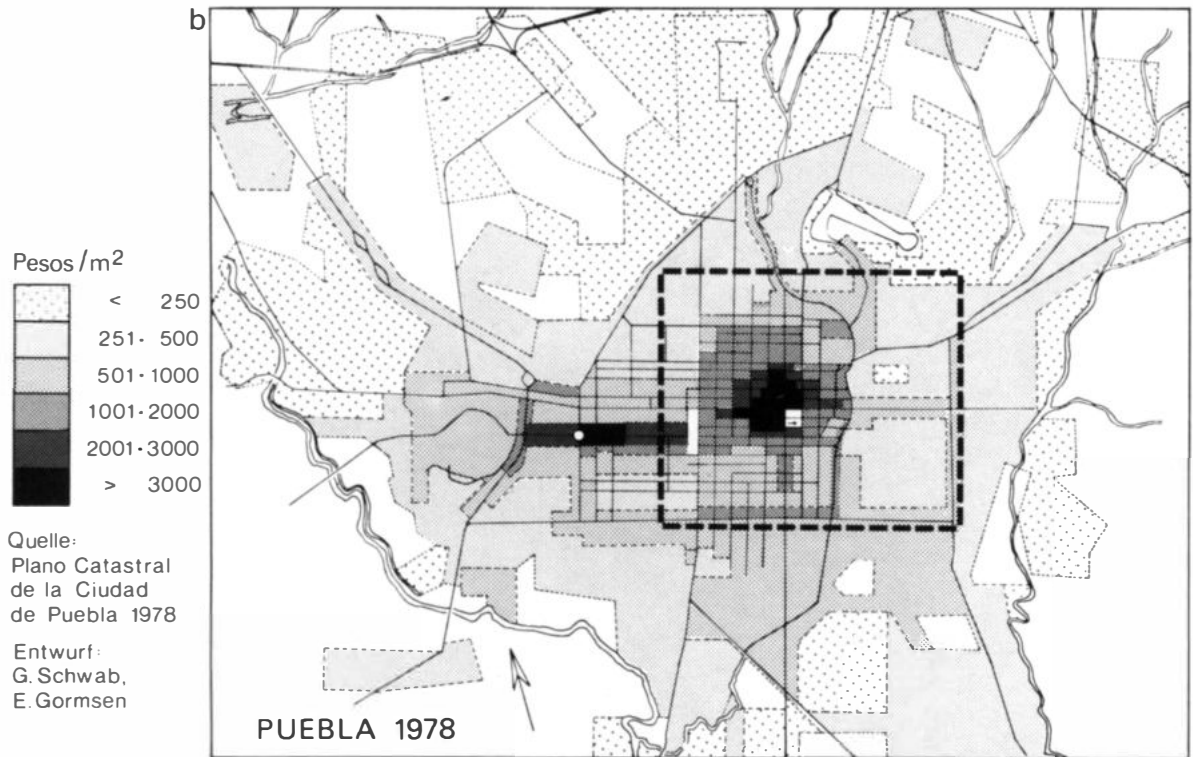 b
Pesos/m²
< 250
251 - 500
501 - 1000
1001 - 2000
2001 - 3000
> 3000
Quelle:
Plano Catastral
de la Ciudad
de Puebla 1978
Entwurf:
G. Schwab,
E. Gormsen
PUEBLA 1978